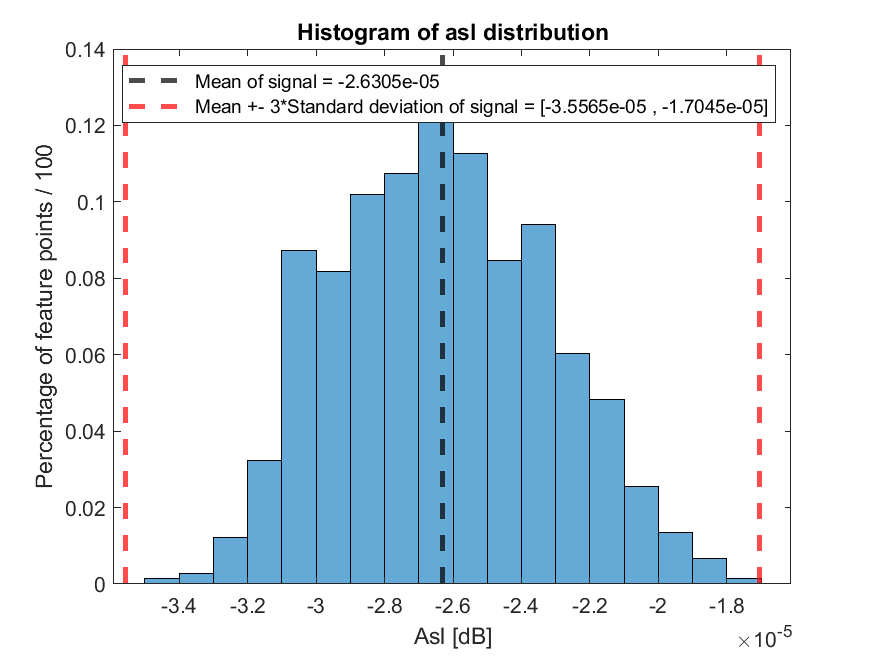 Histogram of asl distribution
Mean of signal = -2.6305e-05
Mean +- 3*Standard deviation of signal = [-3.5565e-05 , -1.7045e-05]
Percentage of feature points / 100
0.14
0.12
0.1
0.08
0.06
0.04
0.02
0
-3.4 -3.2 -3 -2.8 -2.6 -2.4 -2.2 -2 -1.8
Asl [dB]
×10⁻⁵